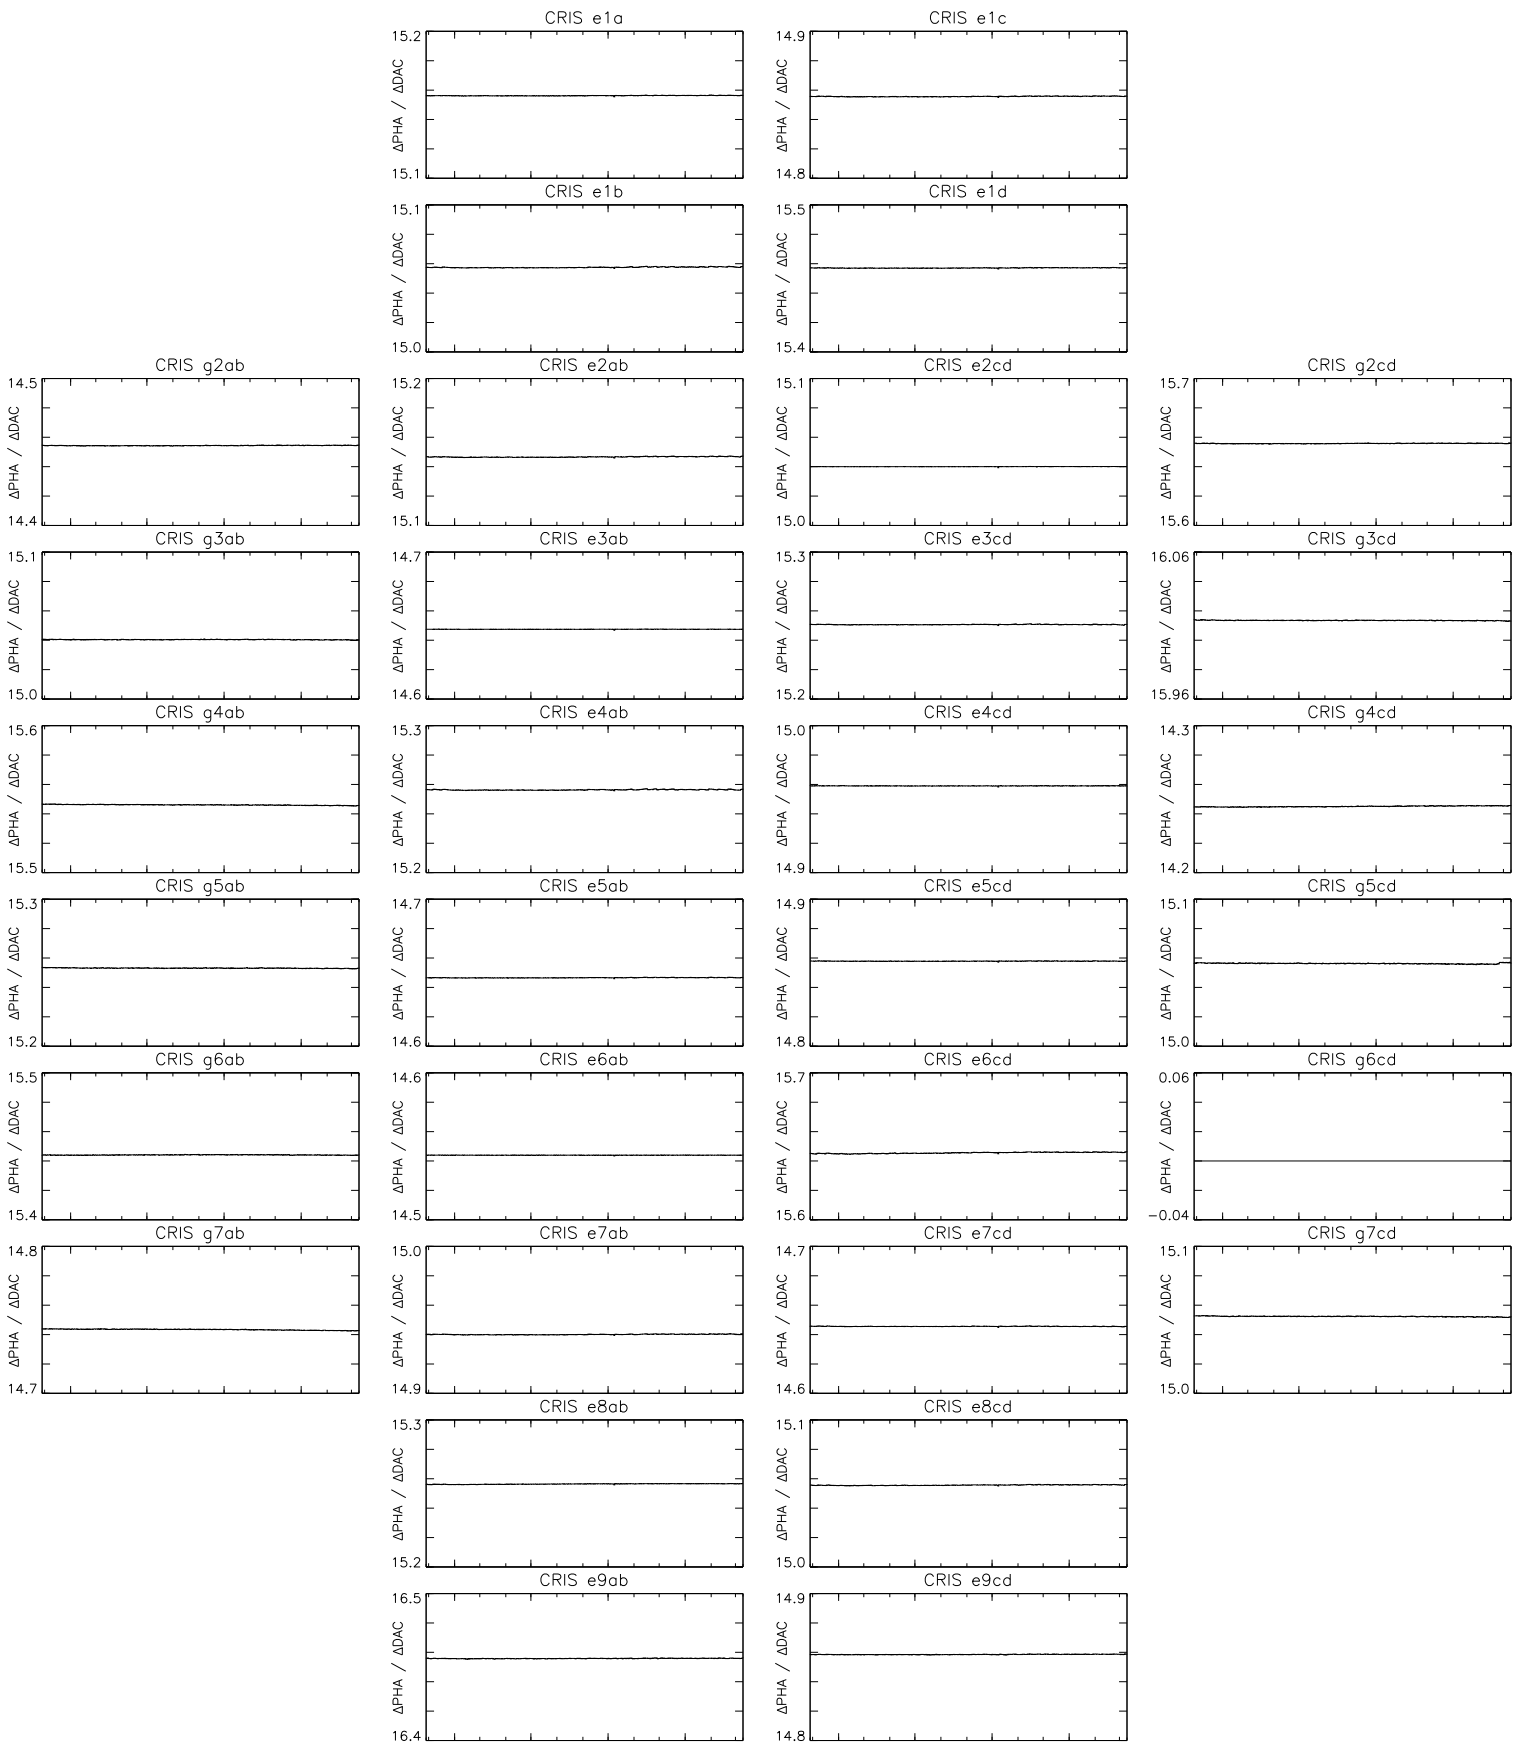 CRIS e1a
15.2
ΔPHA / ΔDAC
15.1
CRIS e1c
14.9
ΔPHA / ΔDAC
14.8
CRIS e1b
15.1
ΔPHA / ΔDAC
15.0
CRIS e1d
15.5
ΔPHA / ΔDAC
15.4
CRIS g2ab
14.5
ΔPHA / ΔDAC
14.4
CRIS e2ab
15.2
ΔPHA / ΔDAC
15.1
CRIS e2cd
15.1
ΔPHA / ΔDAC
15.0
CRIS g2cd
15.7
ΔPHA / ΔDAC
15.6
CRIS g3ab
15.1
ΔPHA / ΔDAC
15.0
CRIS e3ab
14.7
ΔPHA / ΔDAC
14.6
CRIS e3cd
15.3
ΔPHA / ΔDAC
15.2
CRIS g3cd
16.06
ΔPHA / ΔDAC
15.96
CRIS g4ab
15.6
ΔPHA / ΔDAC
15.5
CRIS e4ab
15.3
ΔPHA / ΔDAC
15.2
CRIS e4cd
15.0
ΔPHA / ΔDAC
14.9
CRIS g4cd
14.3
ΔPHA / ΔDAC
14.2
CRIS g5ab
15.3
ΔPHA / ΔDAC
15.2
CRIS e5ab
14.7
ΔPHA / ΔDAC
14.6
CRIS e5cd
14.9
ΔPHA / ΔDAC
14.8
CRIS g5cd
15.1
ΔPHA / ΔDAC
15.0
CRIS g6ab
15.5
ΔPHA / ΔDAC
15.4
CRIS e6ab
14.6
ΔPHA / ΔDAC
14.5
CRIS e6cd
15.7
ΔPHA / ΔDAC
15.6
CRIS g6cd
0.06
ΔPHA / ΔDAC
−0.04
CRIS g7ab
14.8
ΔPHA / ΔDAC
14.7
CRIS e7ab
15.0
ΔPHA / ΔDAC
14.9
CRIS e7cd
14.7
ΔPHA / ΔDAC
14.6
CRIS g7cd
15.1
ΔPHA / ΔDAC
15.0
CRIS e8ab
15.3
ΔPHA / ΔDAC
15.2
CRIS e8cd
15.1
ΔPHA / ΔDAC
15.0
CRIS e9ab
16.5
ΔPHA / ΔDAC
16.4
CRIS e9cd
14.9
ΔPHA / ΔDAC
14.8